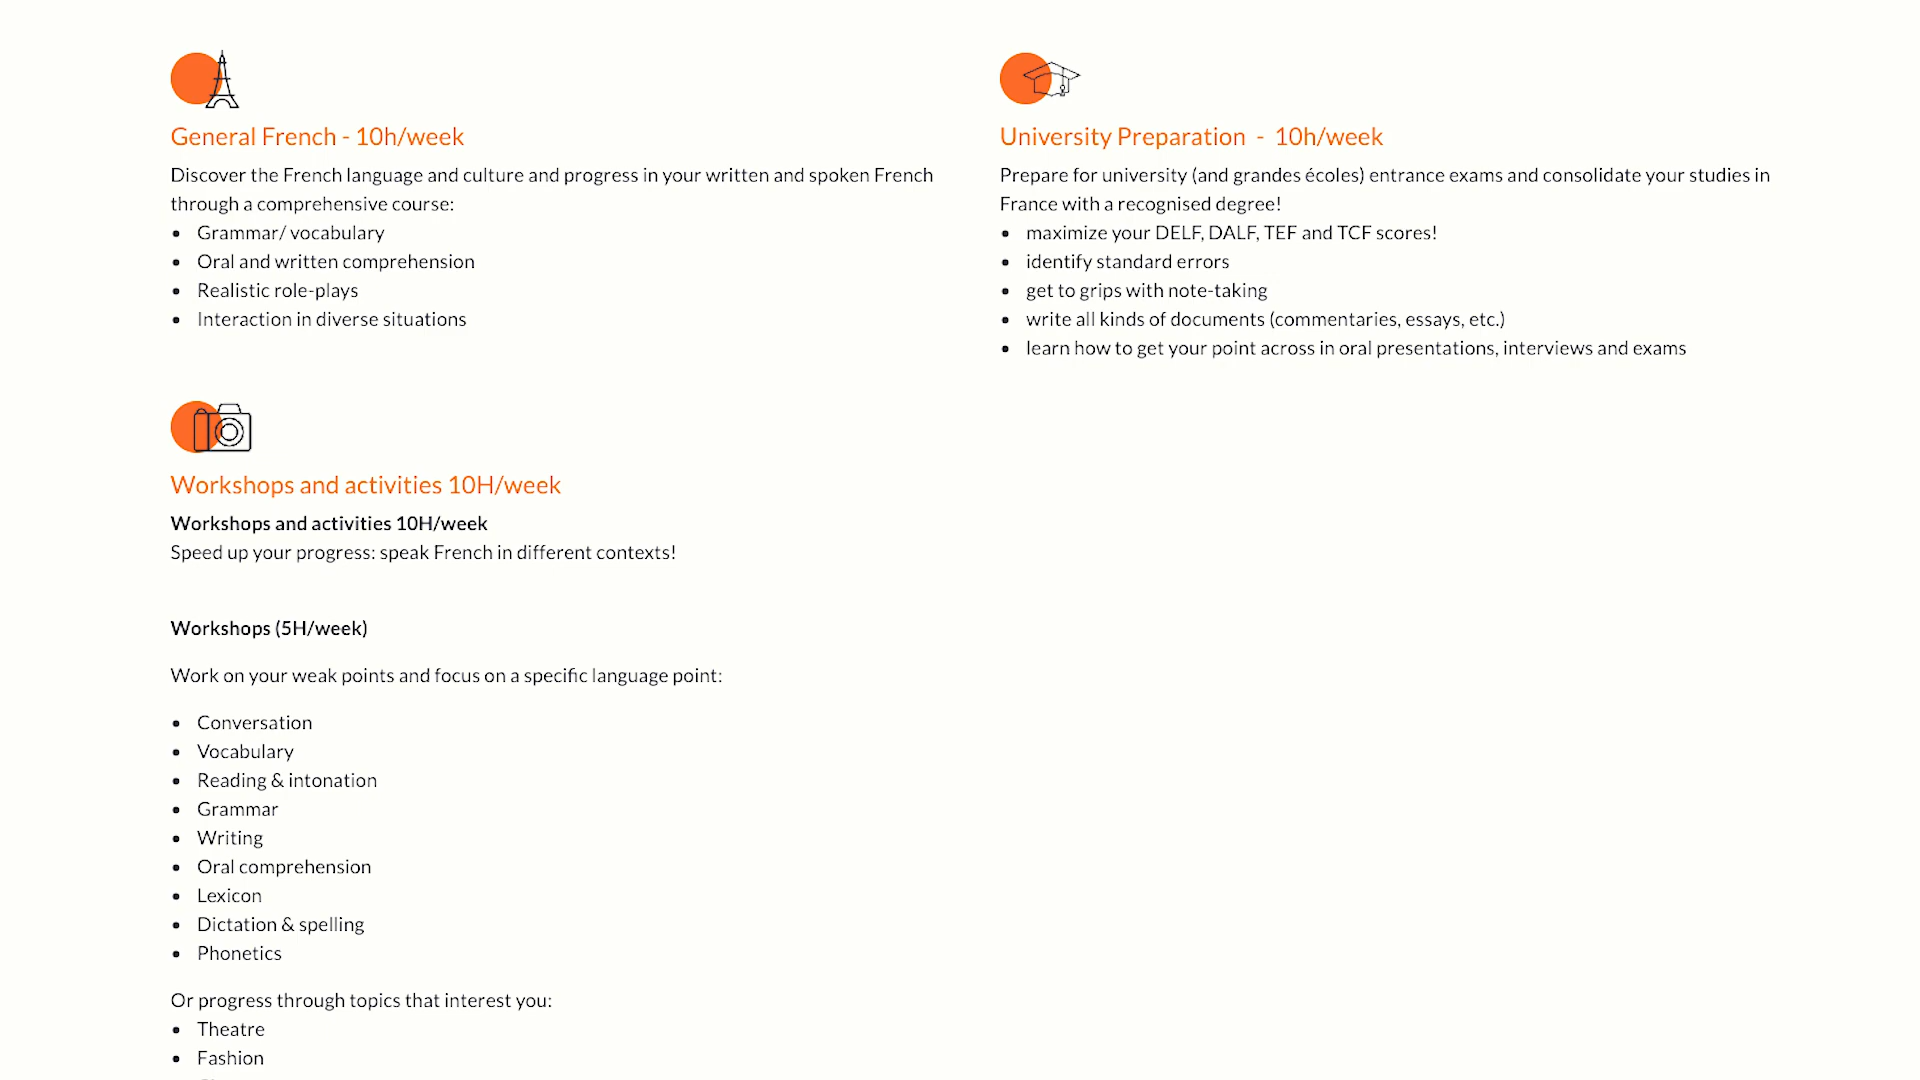 General French - 10h/week
Discover the French language and culture and progress in your written and spoken French
through a comprehensive course:
Grammar/ vocabulary
Oral and written comprehension
Realistic role-plays
Interaction in diverse situations
University Preparation - 10h/week
Prepare for university (and grandes écoles) entrance exams and consolidate your studies in
France with a recognised degree!
maximize your DELF, DALF, TEF and TCF scores!
identify standard errors
get to grips with note-taking
write all kinds of documents (commentaries, essays, etc.)
learn how to get your point across in oral presentations, interviews and exams
Workshops and activities 10H/week
Workshops and activities 10H/week
Speed up your progress: speak French in different contexts!
Workshops (5H/week)
Work on your weak points and focus on a specific language point:
Conversation
Vocabulary
Reading & intonation
Grammar
Writing
Oral comprehension
Lexicon
Dictation & spelling
Phonetics
Or progress through topics that interest you:
Theatre
Fashion